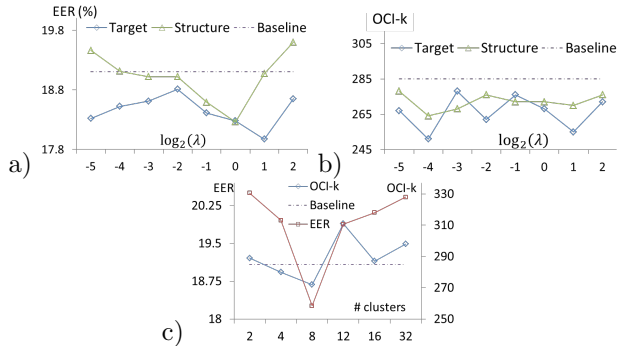 EER (%)
19.8
Target Structure Baseline
18.8
17.8
-5 -4 -3 -2 -1 0 1 2
log₂(λ)
a)
OCI-k
305
Target Structure Baseline
285
265
245
-5 -4 -3 -2 -1 0 1 2
log₂(λ)
b)
EER
OCI-k
OCI-k
Baseline
EER
20.25
19.5
18.75
18
330
310
290
270
250
# clusters
2 4 8 12 16 32
c)